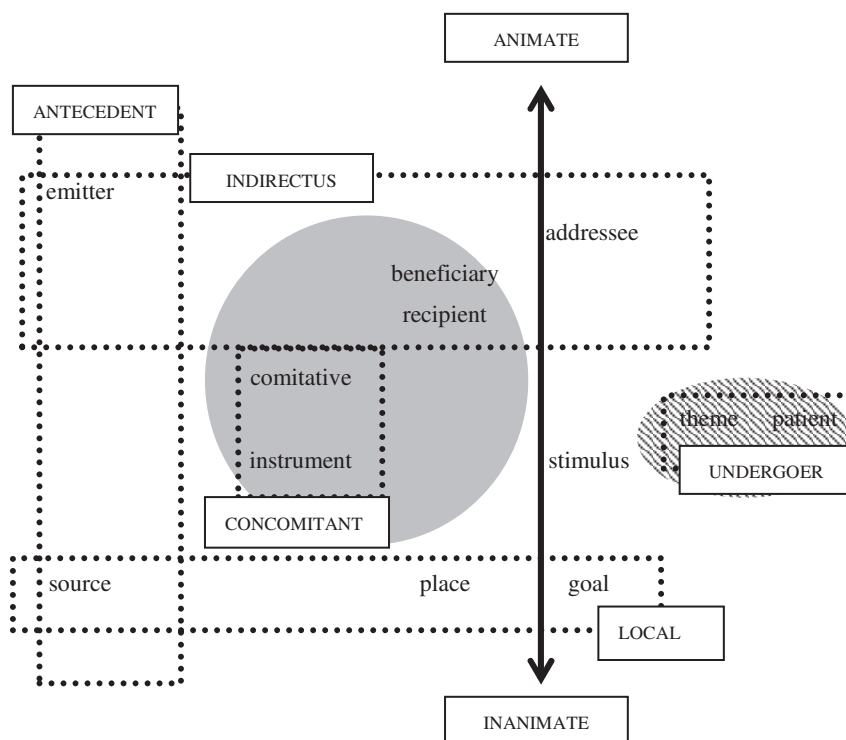 ANIMATE
ANTECEDENT
INDIRECTUS
emitter
addressee
beneficiary
recipient
comitative
theme patient
instrument
stimulus
UNDERGOER
CONCOMITANT
source place goal
LOCAL
INANIMATE